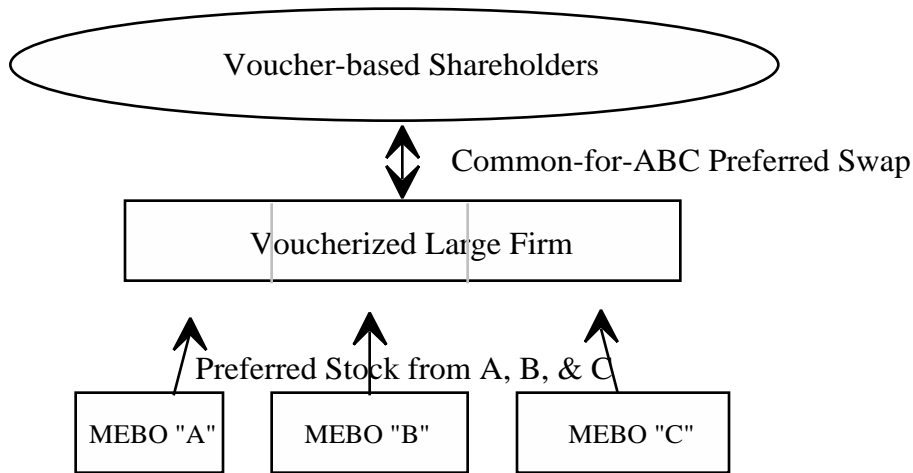 Voucher-based Shareholders
Common-for-ABC Preferred Swap
Voucherized Large Firm
Preferred Stock from A, B, & C
MEBO "A"
MEBO "B"
MEBO "C"